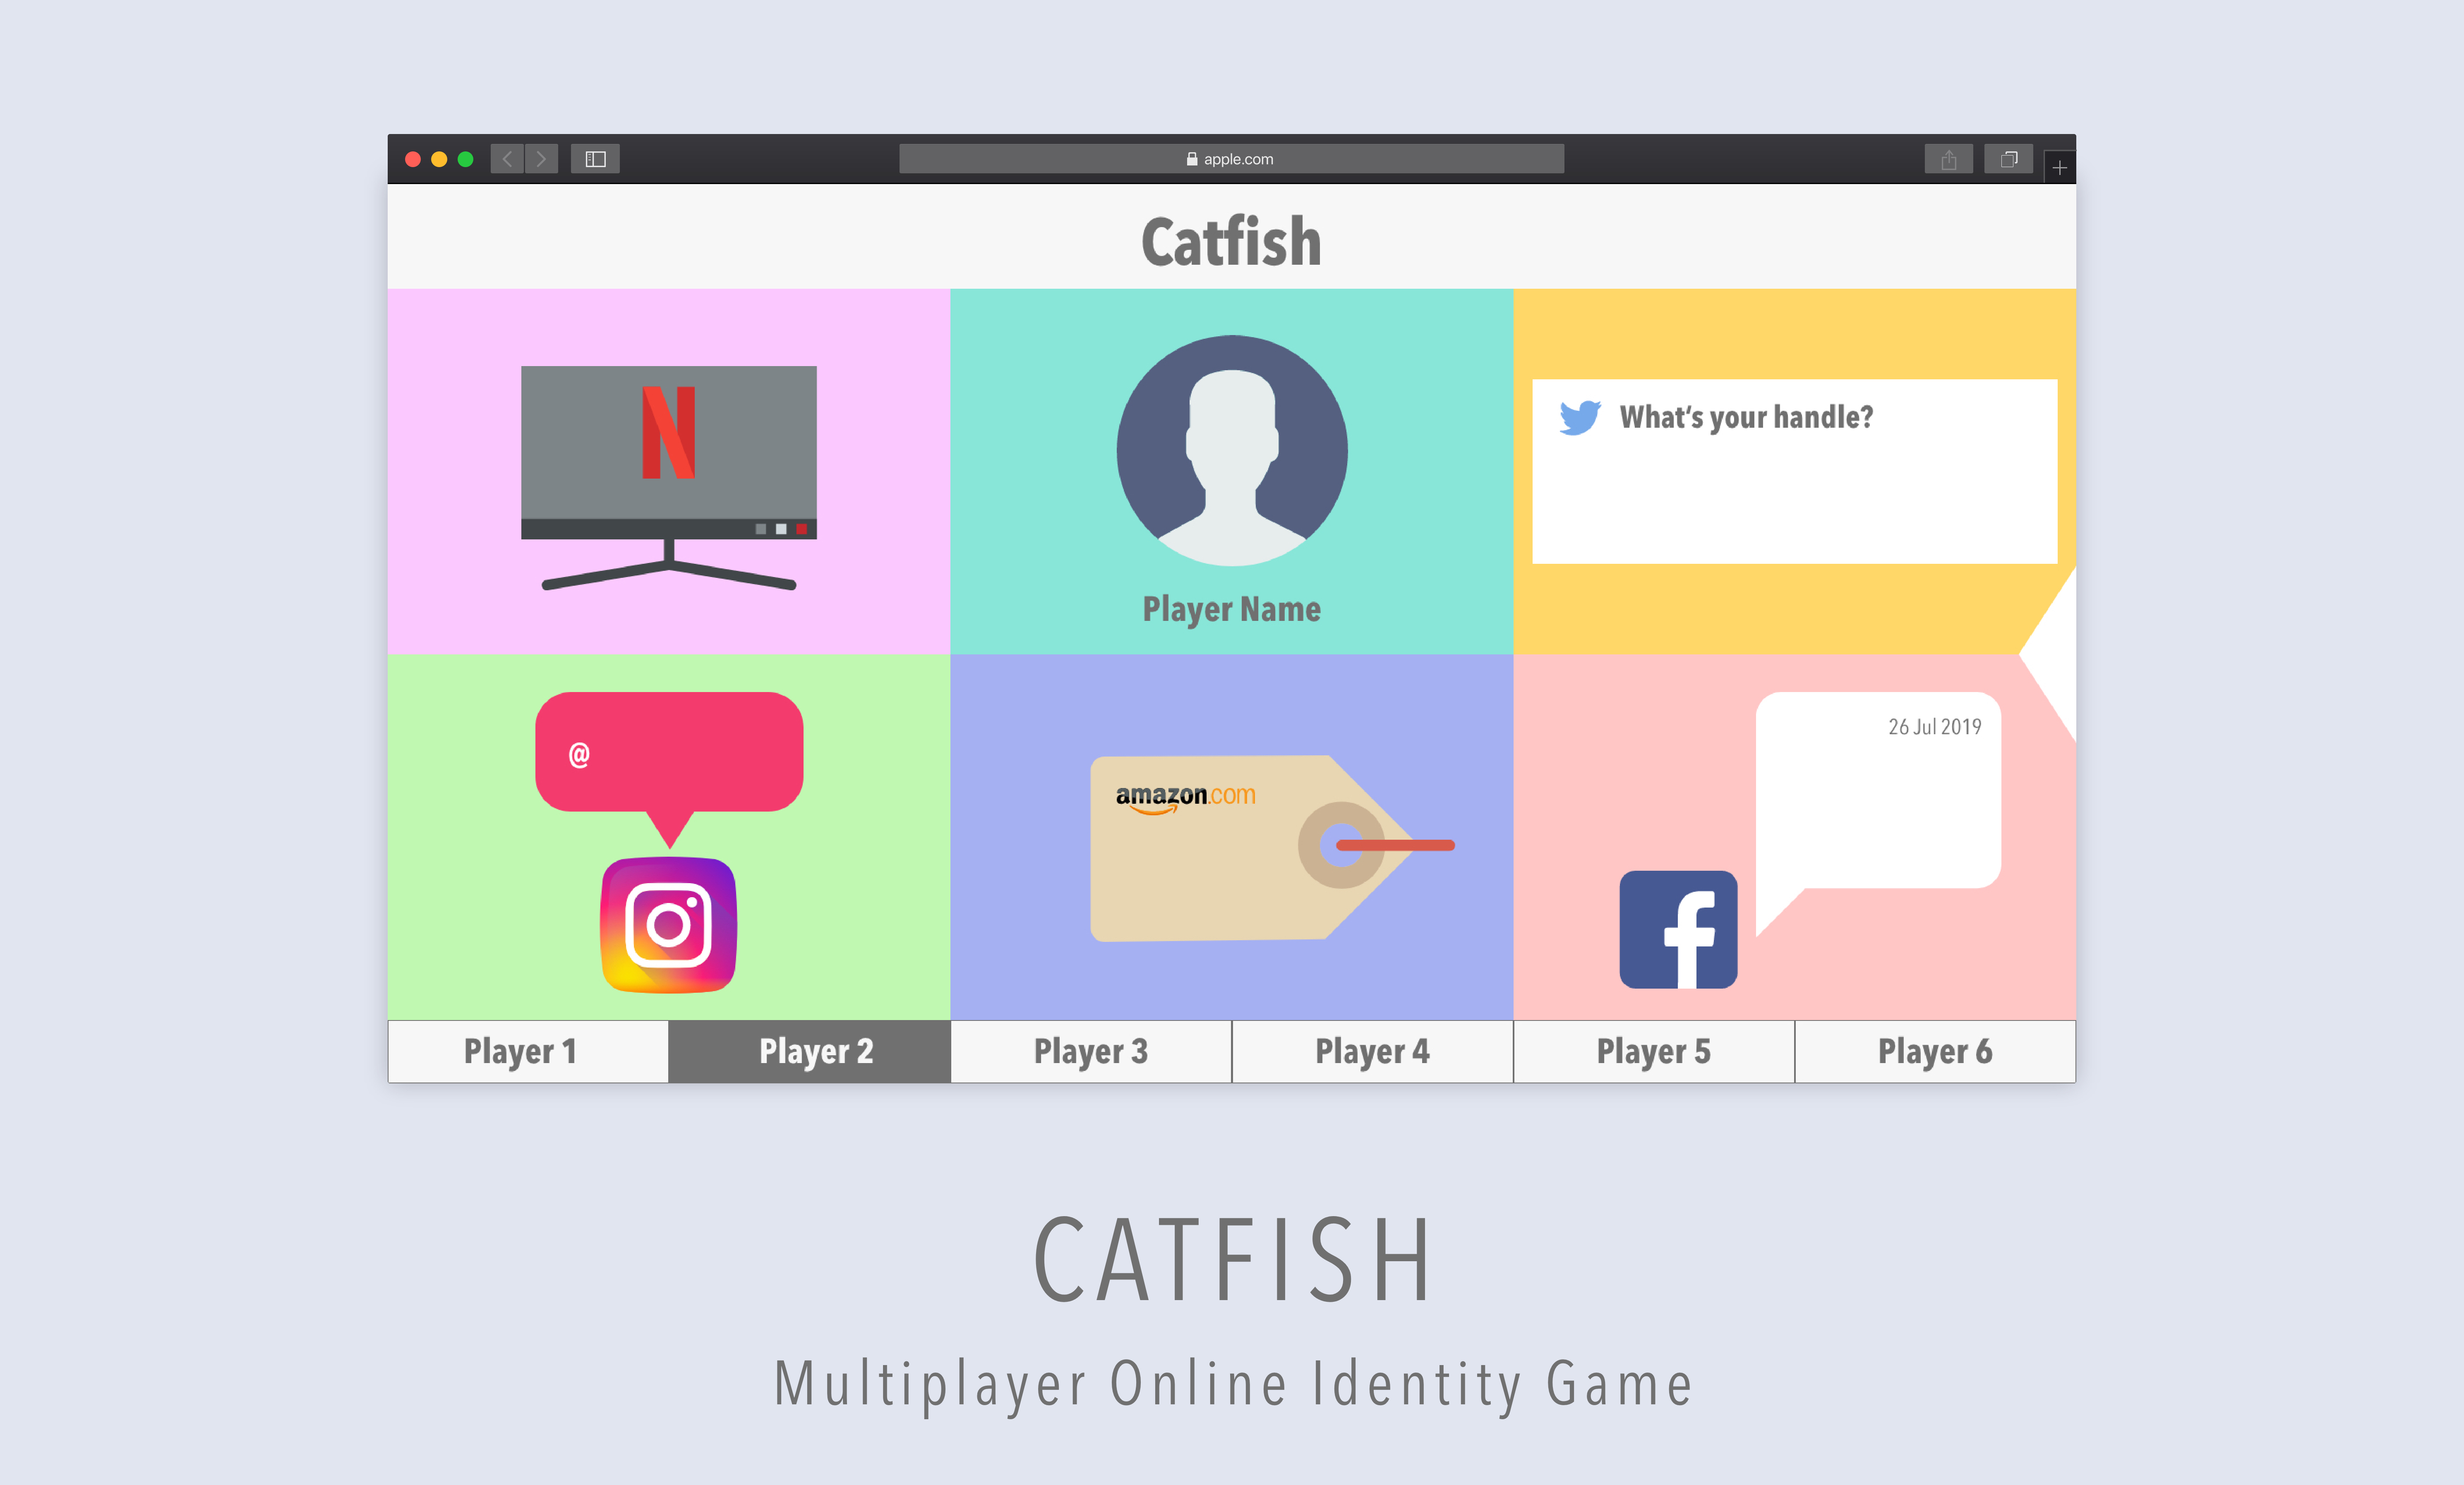 apple.com
Catfish
N
Player Name
What's your handle?
@
amazon.com
26 Jul 2019
f
Player 1
Player 2
Player 3
Player 4
Player 5
Player 6
CATFISH
Multiplayer Online Identity Game